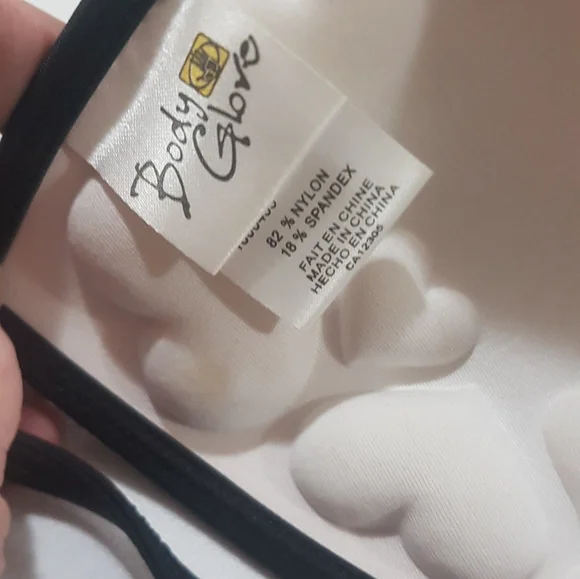 Body
Glove
82 % NYLON
18 % SPANDEX
FAIT EN CHINE
MADE IN CHINA
HECHO EN CHINA
CA12305